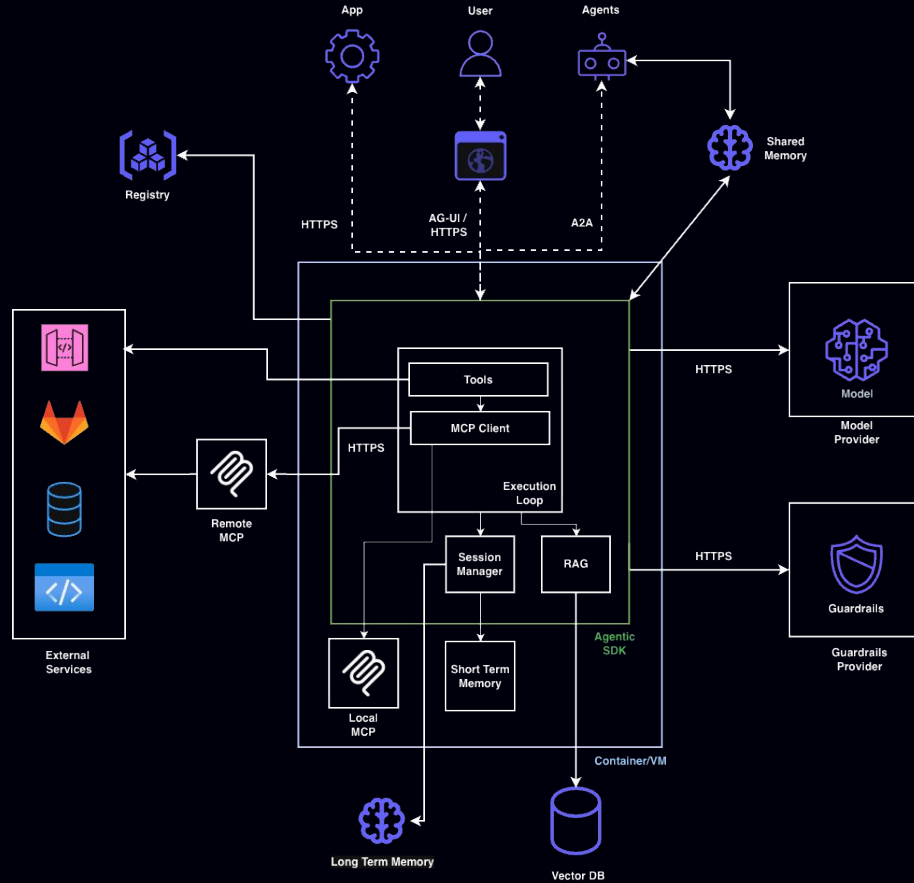 App
User
Agents
Shared
Memory
Registry
HTTPS
AG-UI /
HTTPS
A2A
Tools
MCP Client
HTTPS
Execution
Loop
HTTPS
Model
Model
Provider
Remote
MCP
Session
Manager
RAG
HTTPS
Guardrails
Guardrails
Provider
External
Services
Agentic
SDK
Short Term
Memory
Local
MCP
Container/VM
Long Term Memory
Vector DB